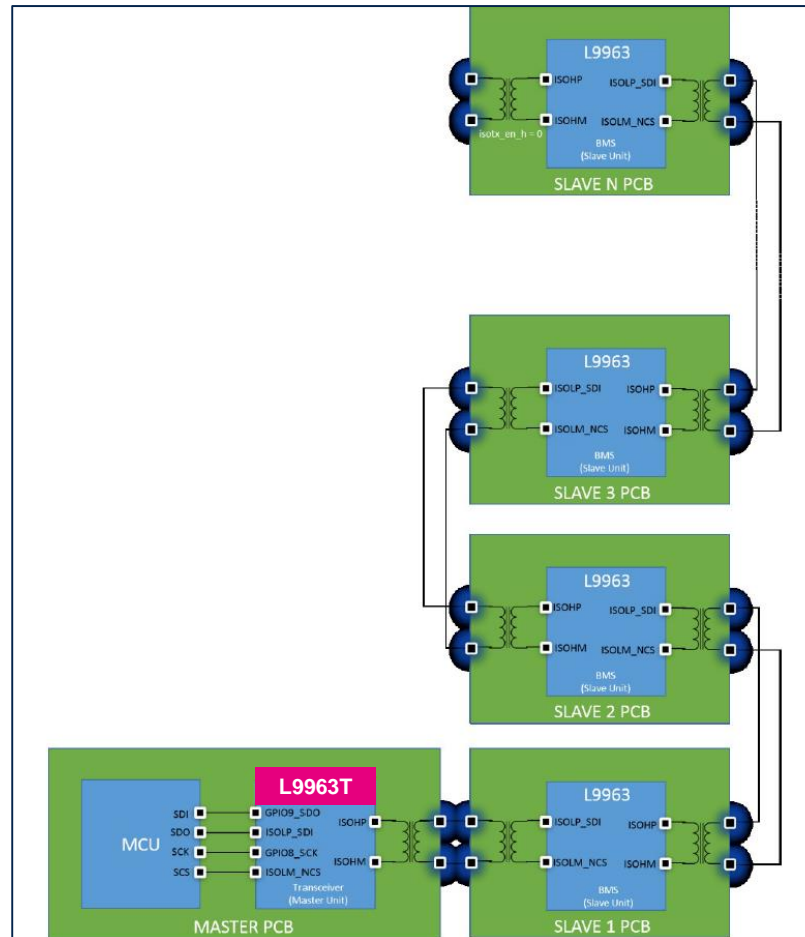 L9963
ISOHP
ISOLP_SDI
ISOHM
ISOLM_NCS
isotx_en_h = 0
BMS
(Slave Unit)
SLAVE N PCB
L9963
ISOLP_SDI
ISOHP
ISOLM_NCS
ISOHM
BMS
(Slave Unit)
SLAVE 3 PCB
L9963
ISOHP
ISOLP_SDI
ISOHM
ISOLM_NCS
BMS
(Slave Unit)
SLAVE 2 PCB
MCU
SDI
SDO
SCK
SCS
L9963T
GPIO9_SDO
ISOLP_SDI
GPIO8_SCK
ISOLM_NCS
ISOHP
ISOHM
Transceiver
(Master Unit)
MASTER PCB
L9963
ISOLP_SDI
ISOHP
ISOLM_NCS
ISOHM
BMS
(Slave Unit)
SLAVE 1 PCB